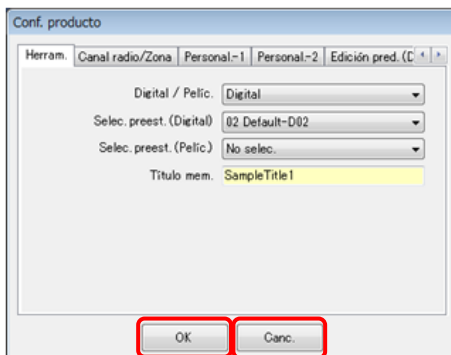 Conf. producto
Herram. Canal radio/Zona Personal.-1 Personal.-2 Edición pred. (D
Digital / Pelíc. Digital
Selec. preest. (Digital) 02 Default-D02
Selec. preest. (Pelíc.) No selec.
Título mem. SampleTitle1
OK Canc.